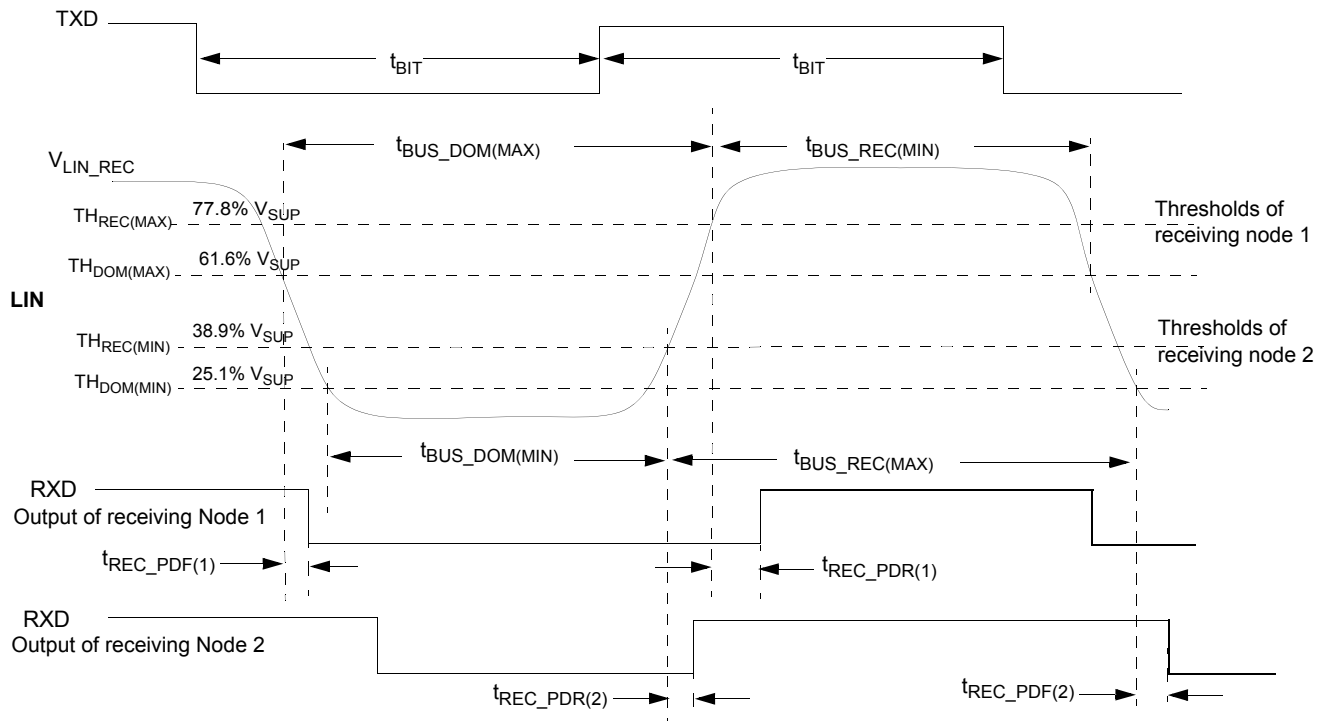 TXD
tBIT
tBIT
tBUS_DOM(MAX)
tBUS_REC(MIN)
VLIN_REC
THREC(MAX) 77.8% VSUP
Thresholds of
receiving node 1
THDOM(MAX) 61.6% VSUP
LIN
THREC(MIN) 38.9% VSUP
Thresholds of
receiving node 2
THDOM(MIN) 25.1% VSUP
tBUS_DOM(MIN)
tBUS_REC(MAX)
RXD
Output of receiving Node 1
tREC_PDF(1)
tREC_PDR(1)
RXD
Output of receiving Node 2
tREC_PDR(2)
tREC_PDF(2)